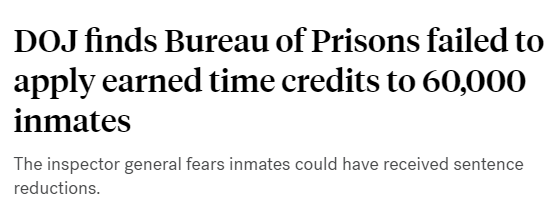 DOJ finds Bureau of Prisons failed to
apply earned time credits to 60,000
inmates
The inspector general fears inmates could have received sentence
reductions.